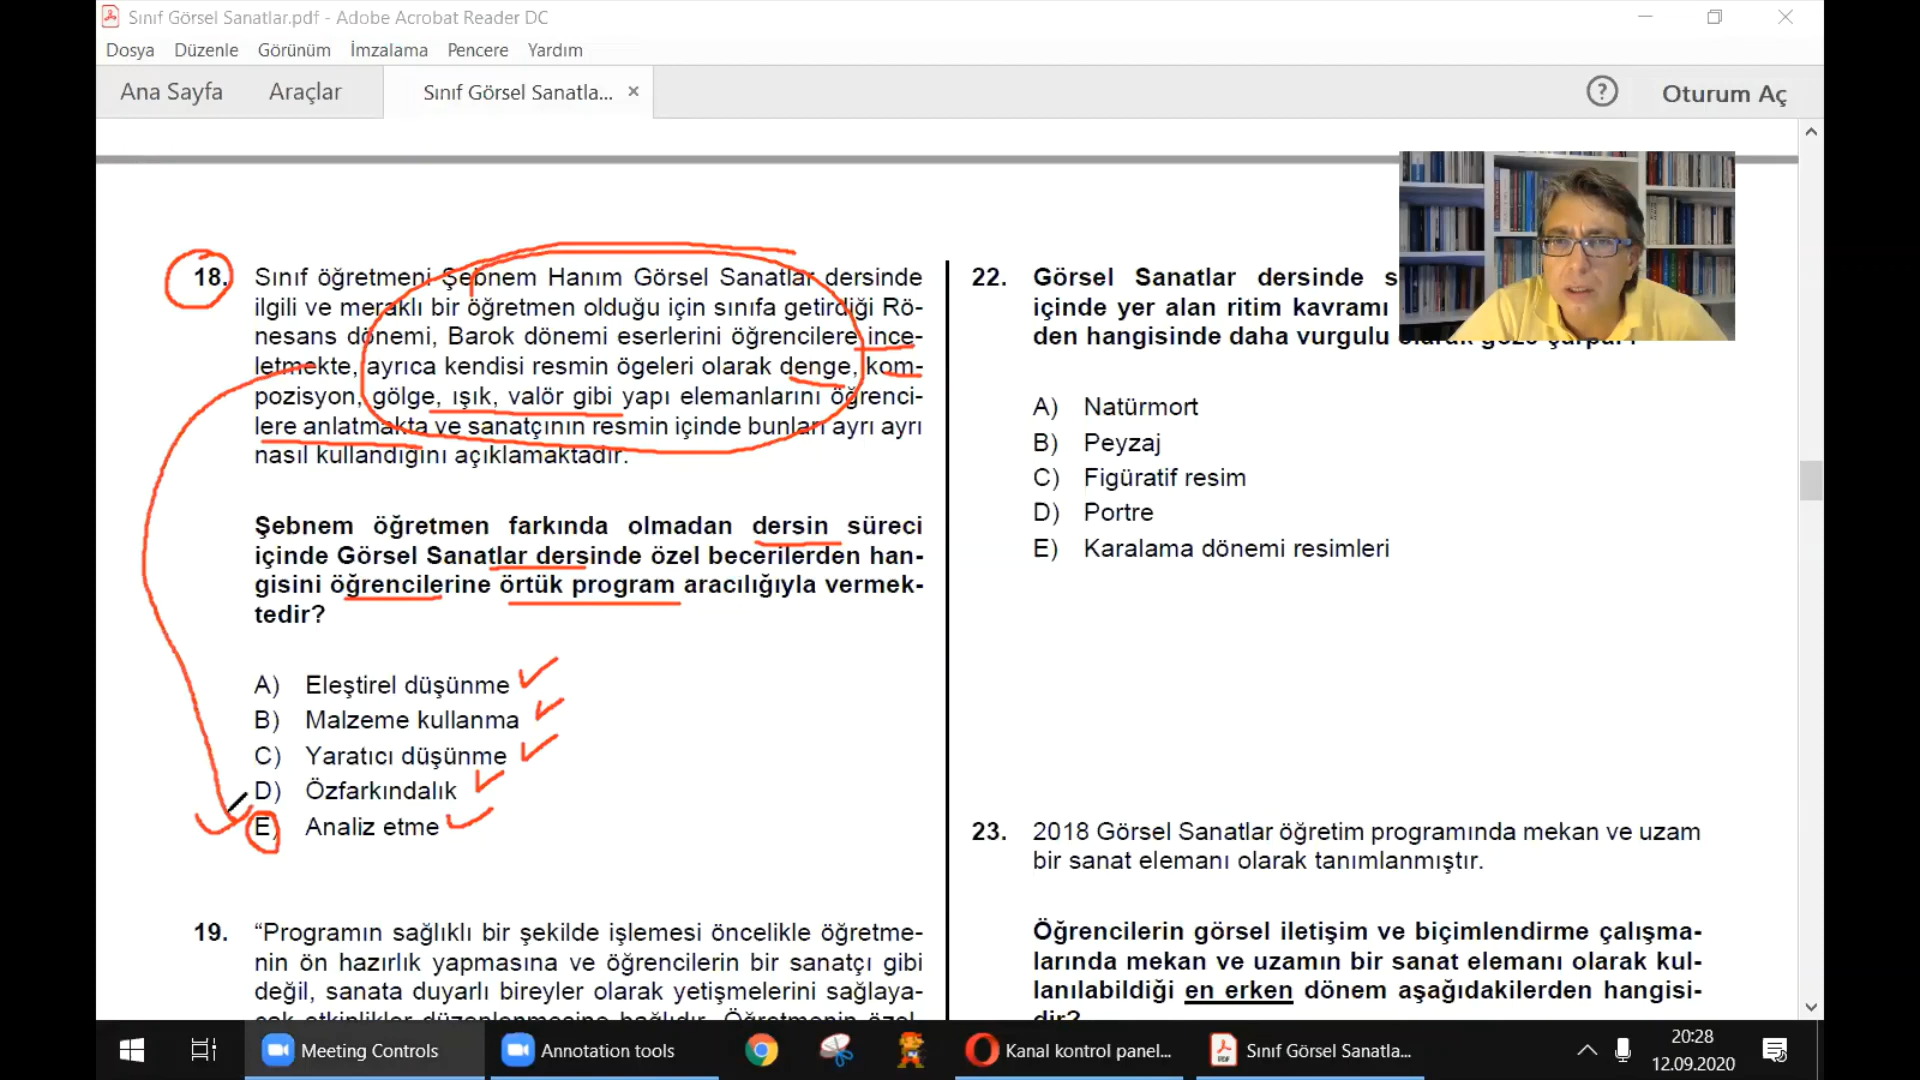 Sınıf Görsel Sanatlar.pdf - Adobe Acrobat Reader DC
Dosya Düzenle Görünüm İmzalama Pencere Yardım
Ana Sayfa Araçlar Sınıf Görsel Sanatla... × ? Oturum Aç
18. Sınıf öğretmeni Şebnem Hanım Görsel Sanatlar dersinde
ilgili ve meraklı bir öğretmen olduğu için sınıfa getirdiği Rö-
nesans dönemi, Barok dönemi eserlerini öğrencilere ince-
letmekte, ayrıca kendisi resmin ögeleri olarak denge, kom-
pozisyon, gölge, ışık, valör gibi yapı elemanlarını öğrenci-
lere anlatmakta ve sanatçının resmin içinde bunları ayrı ayrı
nasıl kullandığını açıklamaktadır.
Şebnem öğretmen farkında olmadan dersin süreci
içinde Görsel Sanatlar dersinde özel becerilerden han-
gisini öğrencilerine örtük program aracılığıyla vermek-
tedir?
A) Eleştirel düşünme
B) Malzeme kullanma
C) Yaratıcı düşünme
D) Özfarkındalık
E) Analiz etme
19. “Programın sağlıklı bir şekilde işlemesi öncelikle öğretme-
nin ön hazırlık yapmasına ve öğrencilerin bir sanatçı gibi
değil, sanata duyarlı bireyler olarak yetişmelerini sağlaya-
cak etkinlikler düzenlenmesine bağlıdır. Öğretmenin özel-
22. Görsel Sanatlar dersinde s
içinde yer alan ritim kavramı
den hangisinde daha vurgulu olarak göze çarpar?
A) Natürmort
B) Peyzaj
C) Figüratif resim
D) Portre
E) Karalama dönemi resimleri
23. 2018 Görsel Sanatlar öğretim programında mekan ve uzam
bir sanat elemanı olarak tanımlanmıştır.
Öğrencilerin görsel iletişim ve biçimlendirme çalışma-
larında mekan ve uzamın bir sanat elemanı olarak kul-
lanılabildiği en erken dönem aşağıdakilerden hangisi-
dir?
Meeting Controls Annotation tools Kanal kontrol panel... Sınıf Görsel Sanatla... 20:28
12.09.2020